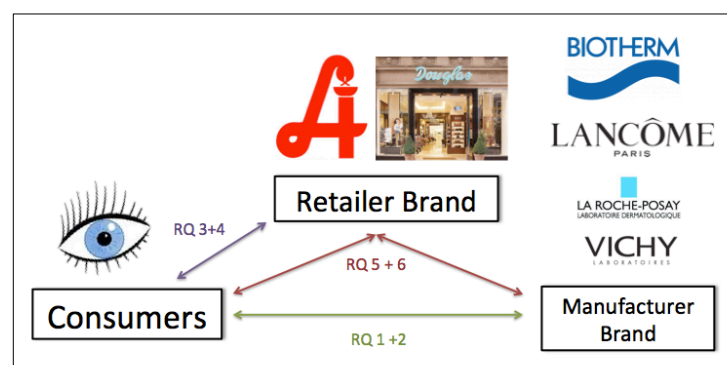 Douglas
BIOTHERM
LANCÔME
PARIS
LA ROCHE-POSAY
LABORATOIRE DERMATOLOGIQUE
VICHY
LABORATOIRES
Retailer Brand
RQ 3+4
RQ 5 + 6
Consumers
Manufacturer
Brand
RQ 1 +2